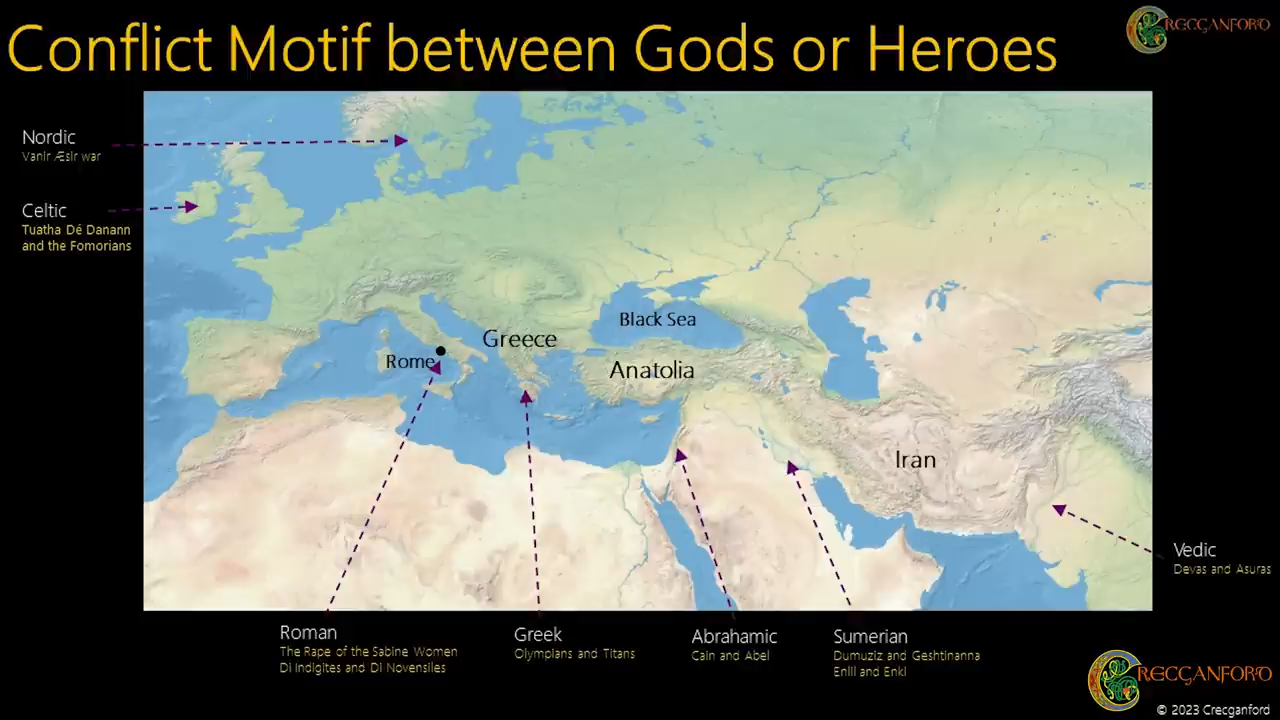 Conflict Motif between Gods or Heroes
CRECGANFORD
Nordic
Vanir Æsir war
Celtic
Tuatha Dé Danann
and the Fomorians
Black Sea
Greece
Rome
Anatolia
Iran
Vedic
Devas and Asuras
Roman
The Rape of the Sabine Women
Di Indigites and Di Novensiles
Greek
Olympians and Titans
Abrahamic
Cain and Abel
Sumerian
Dumuziz and Geshtinanna
Enlil and Enki
CRECGANFORD
© 2023 Crecganford